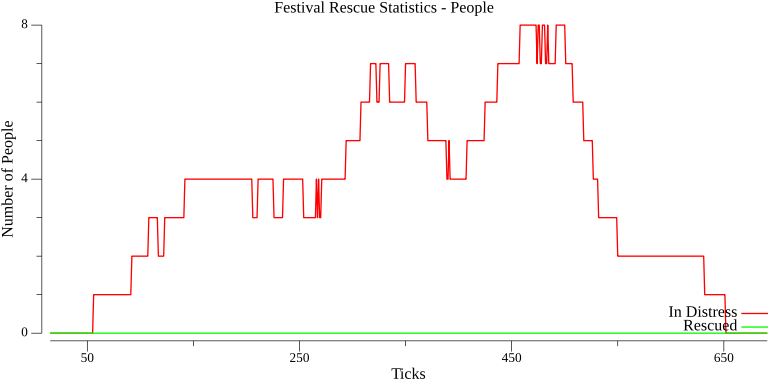 Festival Rescue Statistics - People
8
Number of People
4
0
In Distress
Rescued
50
250
450
650
Ticks